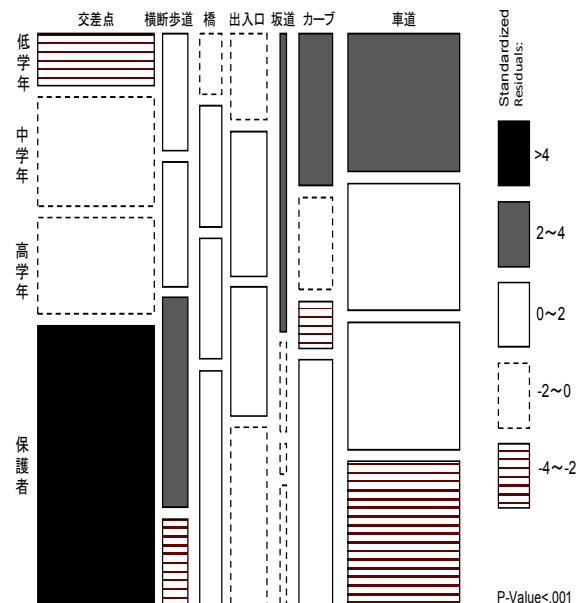 交差点 横断歩道 橋 出入口 坂道 カーブ 車道
低学年
中学年
高学年
保護者
Standardized
Residuals:
>4
2～4
0～2
-2～0
-4～-2
P-Value<.001